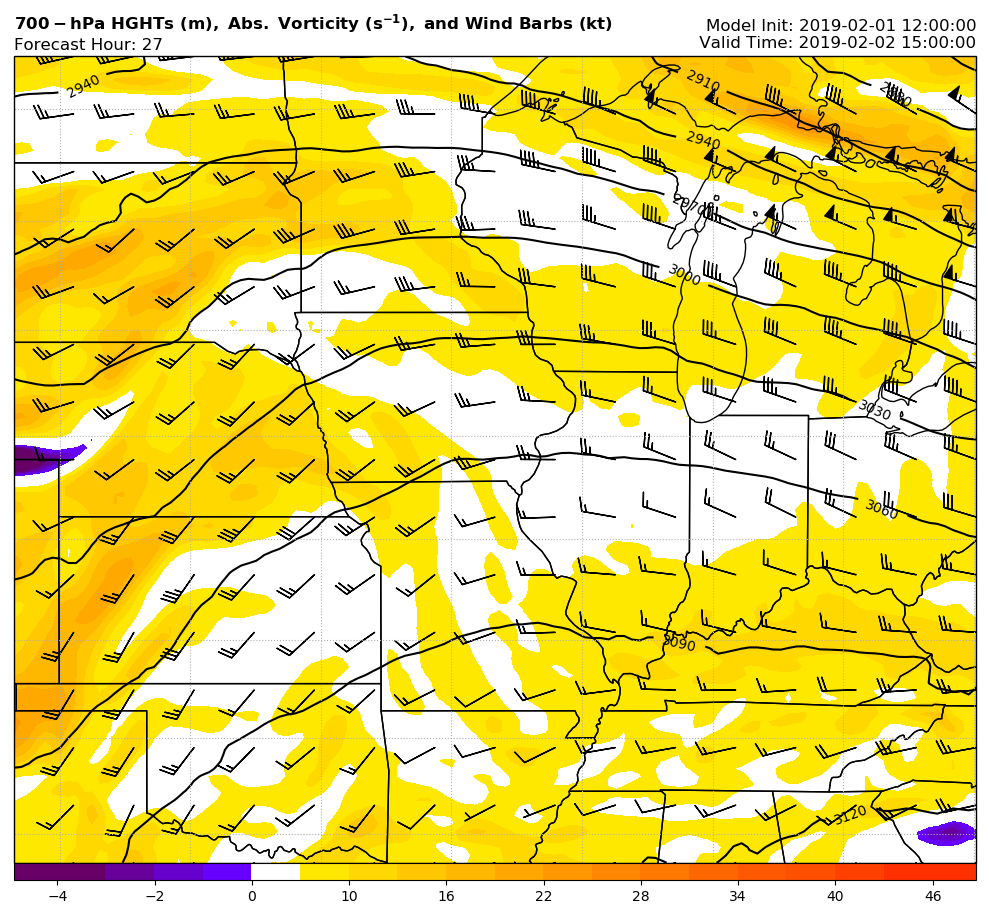 700-hPa HGHTS (m), Abs. Vorticity (s⁻¹), and Wind Barbs (kt)
Model Init: 2019-02-01 12:00:00
Forecast Hour: 27
Valid Time: 2019-02-02 15:00:00
2940
2910
2940
2970
3000
3030
3060
3090
3120
−4 −2 0 10 16 22 28 34 40 46